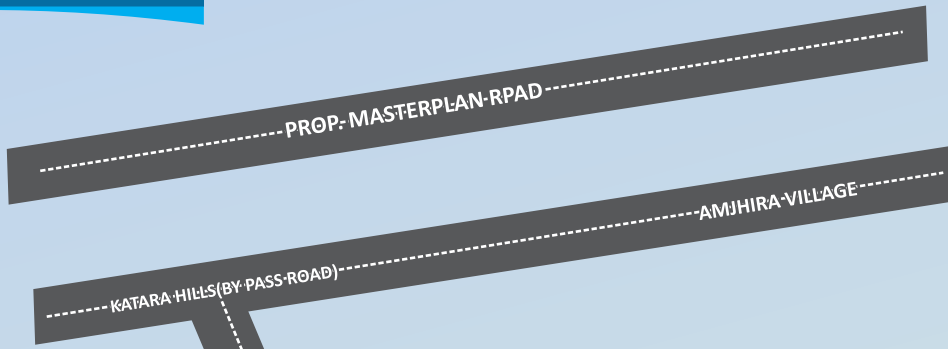 PROP. MASTERPLAN RPAD
AMJHIRA VILLAGE
KATARA HILLS(BY PASS ROAD)